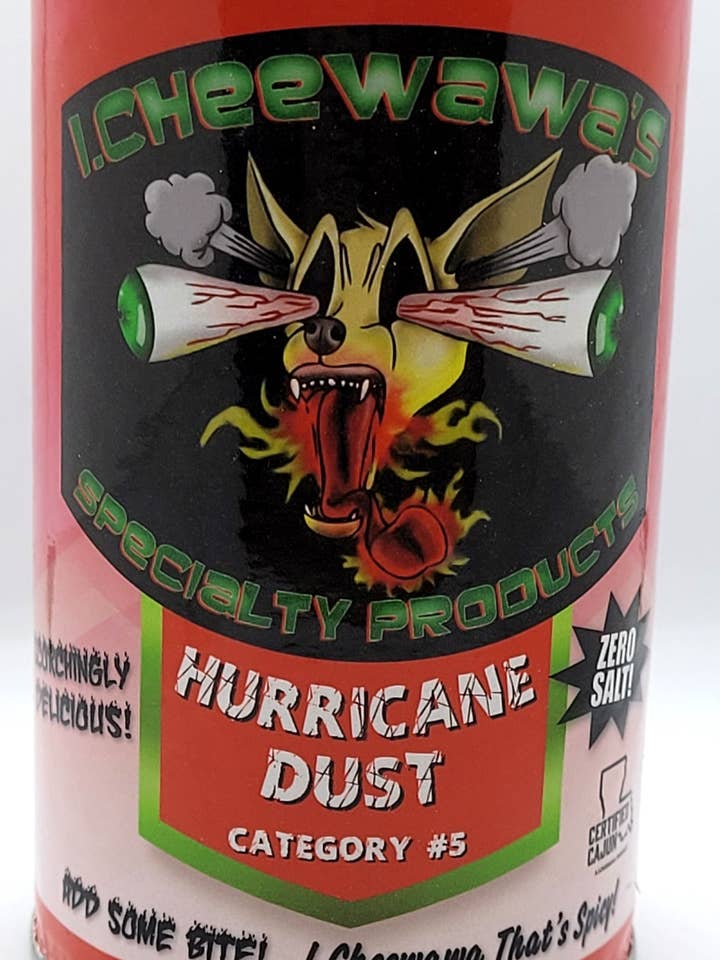 I.CHeewawa's
SPECIALTY PRODUCTS
SCORCHINGLY
DELICIOUS!
HURRICANE
DUST
CATEGORY #5
ZERO
SALT!
CERTIFIED
CAJUN
ADD SOME BITE!
I Cheewawa That's Spicy!